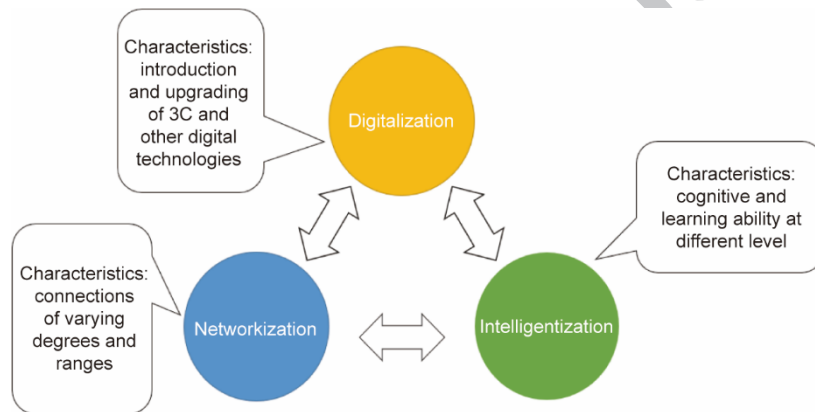 Characteristics:
introduction
and upgrading
of 3C and
other digital
technologies
Digitalization
Characteristics:
cognitive and
learning ability at
different level
Characteristics:
connections
of varying
degrees and
ranges
Networkization
Intelligentization